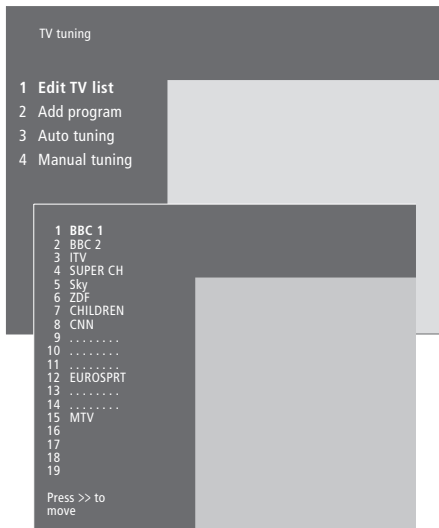 TV tuning
1 Edit TV list
2 Add program
3 Auto tuning
4 Manual tuning
1 BBC 1
2 BBC 2
3 ITV
4 SUPER CH
5 Sky
6 ZDF
7 CHILDREN
8 CNN
9 ........
10 ........
11 ........
12 EUROSPRT
13 ........
14 ........
15 MTV
16
17
18
19
Press >> to
move